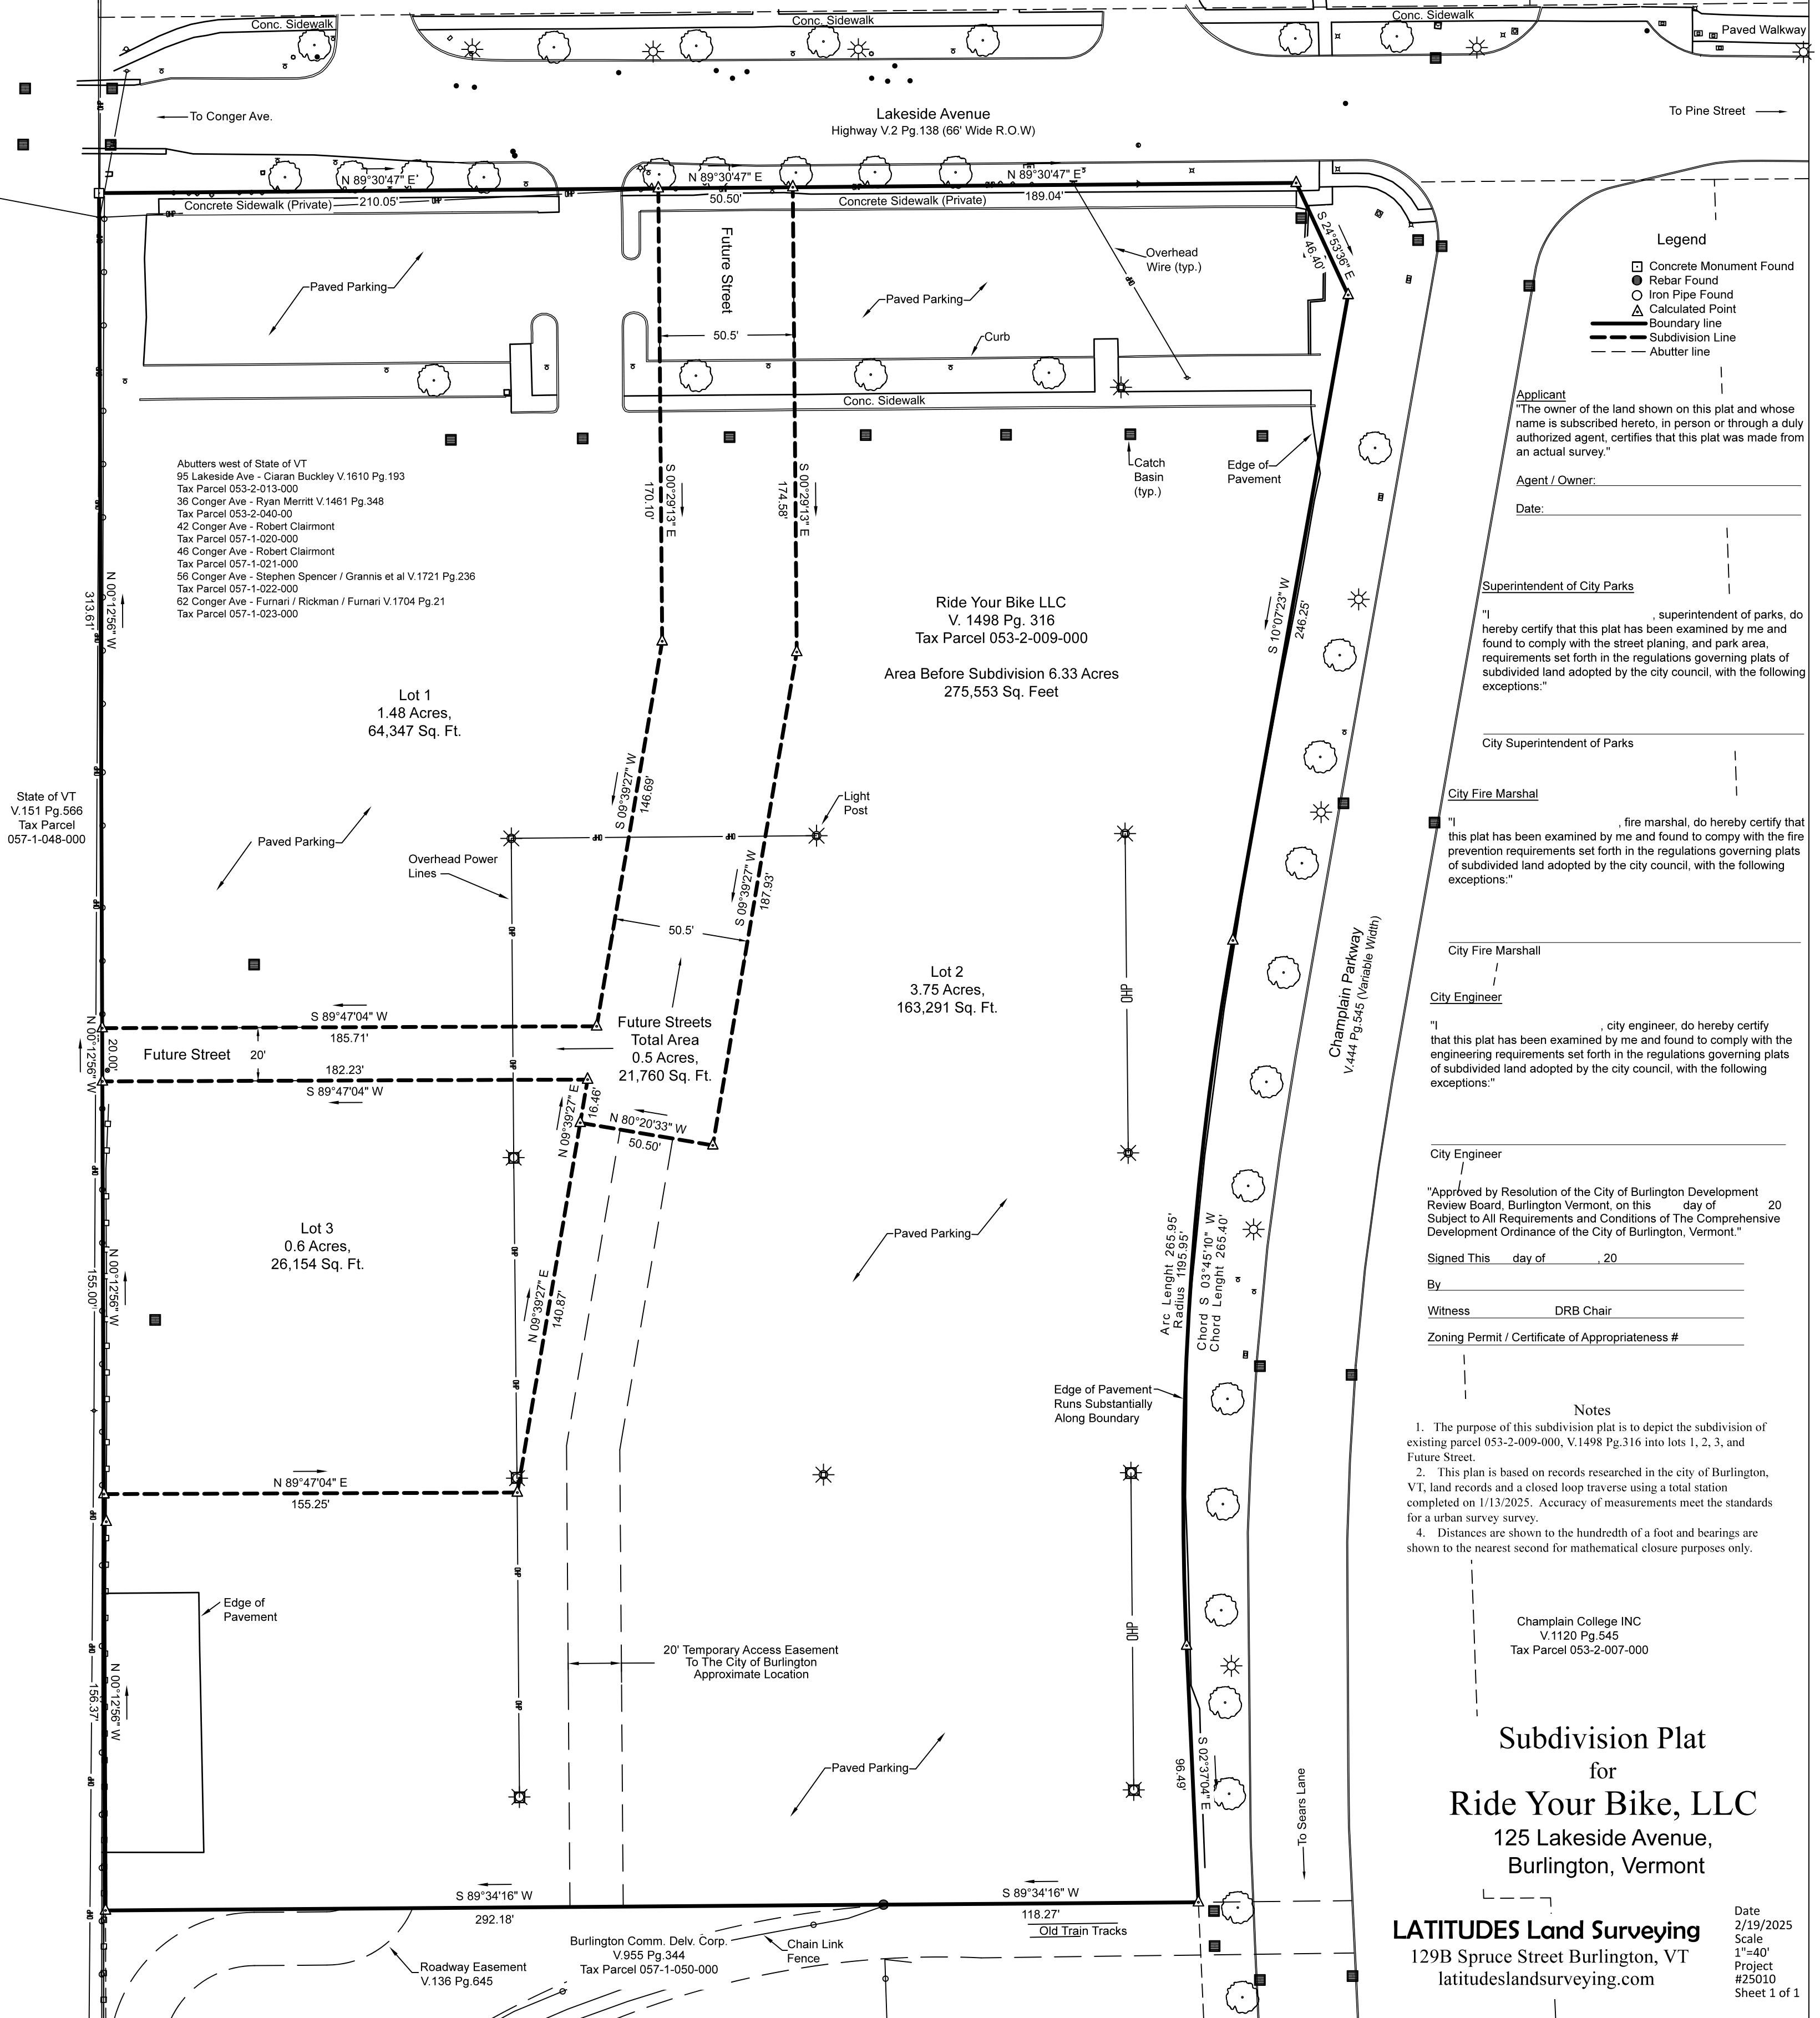 Conc. Sidewalk
Conc. Sidewalk
Conc. Sidewalk
Paved Walkway
To Conger Ave.
Lakeside Avenue
Highway V.2 Pg.138 (66' Wide R.O.W)
To Pine Street
N 89°30'47" E
210.05'
Concrete Sidewalk (Private)
N 89°30'47" E
50.50'
N 89°30'47" E
189.04'
Concrete Sidewalk (Private)
S 24°53'36" E
46.40'
Future Street
Overhead
Wire (typ.)
Paved Parking
Paved Parking
50.5'
Curb
Conc. Sidewalk
Legend
Concrete Monument Found
Rebar Found
Iron Pipe Found
Calculated Point
Boundary line
Subdivision Line
Abutter line
Applicant
"The owner of the land shown on this plat and whose
name is subscribed hereto, in person or through a duly
authorized agent, certifies that this plat was made from
an actual survey."
Agent / Owner:
Date:
Abutters west of State of VT
95 Lakeside Ave - Ciaran Buckley V.1610 Pg.193
Tax Parcel 053-2-013-000
36 Conger Ave - Ryan Merritt V.1461 Pg.348
Tax Parcel 053-2-040-00
42 Conger Ave - Robert Clairmont
Tax Parcel 057-1-020-000
46 Conger Ave - Robert Clairmont
Tax Parcel 057-1-021-000
56 Conger Ave - Stephen Spencer / Grannis et al V.1721 Pg.236
Tax Parcel 057-1-022-000
62 Conger Ave - Furnari / Rickman / Furnari V.1704 Pg.21
Tax Parcel 057-1-023-000
S 00°29'13" E
170.10'
S 00°29'13" E
174.58'
Catch
Basin
(typ.)
Edge of
Pavement
N 00°12'56" W
313.61'
Ride Your Bike LLC
V. 1498 Pg. 316
Tax Parcel 053-2-009-000
Area Before Subdivision 6.33 Acres
275,553 Sq. Feet
S 10°07'23" W
246.25'
Superintendent of City Parks
"I , superintendent of parks, do
hereby certify that this plat has been examined by me and
found to comply with the street planing, and park area,
requirements set forth in the regulations governing plats of
subdivided land adopted by the city council, with the following
exceptions:"
City Superintendent of Parks
Lot 1
1.48 Acres,
64,347 Sq. Ft.
S 09°39'27" W
146.69'
State of VT
V.151 Pg.566
Tax Parcel
057-1-048-000
Paved Parking
Overhead Power
Lines
OHP
OHP
Light
Post
S 09°39'27" W
187.93'
50.5'
City Fire Marshal
"I , fire marshal, do hereby certify that
this plat has been examined by me and found to compy with the fire
prevention requirements set forth in the regulations governing plats
of subdivided land adopted by the city council, with the following
exceptions:"
City Fire Marshall
Lot 2
3.75 Acres,
163,291 Sq. Ft.
OHP
Champlain Parkway
V.444 Pg.545 (Variable Width)
City Engineer
"I , city engineer, do hereby certify
that this plat has been examined by me and found to comply with the
engineering requirements set forth in the regulations governing plats
of subdivided land adopted by the city council, with the following
exceptions:"
City Engineer
S 89°47'04" W
185.71'
N 00°12'56" W
20.00'
Future Street
20'
182.23'
S 89°47'04" W
Future Streets
Total Area
0.5 Acres,
21,760 Sq. Ft.
N 09°39'27" E
16.46'
N 80°20'33" W
50.50'
"Approved by Resolution of the City of Burlington Development
Review Board, Burlington Vermont, on this day of 20
Subject to All Requirements and Conditions of The Comprehensive
Development Ordinance of the City of Burlington, Vermont."
Signed This day of , 20
By
Witness DRB Chair
Zoning Permit / Certificate of Appropriateness #
Lot 3
0.6 Acres,
26,154 Sq. Ft.
N 00°12'56" W
155.00'
N 09°39'27" E
140.87'
Paved Parking
Arc Lenght 265.95'
Radius 1195.95'
Chord S 03°45'10" W
Chord Lenght 265.40'
Edge of Pavement
Runs Substantially
Along Boundary
N 89°47'04" E
155.25'
Notes
1. The purpose of this subdivision plat is to depict the subdivision of
existing parcel 053-2-009-000, V.1498 Pg.316 into lots 1, 2, 3, and
Future Street.
2. This plan is based on records researched in the city of Burlington,
VT, land records and a closed loop traverse using a total station
completed on 1/13/2025. Accuracy of measurements meet the standards
for a urban survey survey.
4. Distances are shown to the hundredth of a foot and bearings are
shown to the nearest second for mathematical closure purposes only.
Edge of
Pavement
N 00°12'56" W
156.37'
20' Temporary Access Easement
To The City of Burlington
Approximate Location
OHP
Champlain College INC
V.1120 Pg.545
Tax Parcel 053-2-007-000
Paved Parking
S 02°37'04" E
96.49'
To Sears Lane
S 89°34'16" W
292.18'
S 89°34'16" W
118.27'
Old Train Tracks
Roadway Easement
V.136 Pg.645
Burlington Comm. Delv. Corp.
V.955 Pg.344
Tax Parcel 057-1-050-000
Chain Link
Fence
Subdivision Plat
for
Ride Your Bike, LLC
125 Lakeside Avenue,
Burlington, Vermont
LATITUDES Land Surveying
129B Spruce Street Burlington, VT
latitudeslandsurveying.com
Date
2/19/2025
Scale
1"=40'
Project
#25010
Sheet 1 of 1